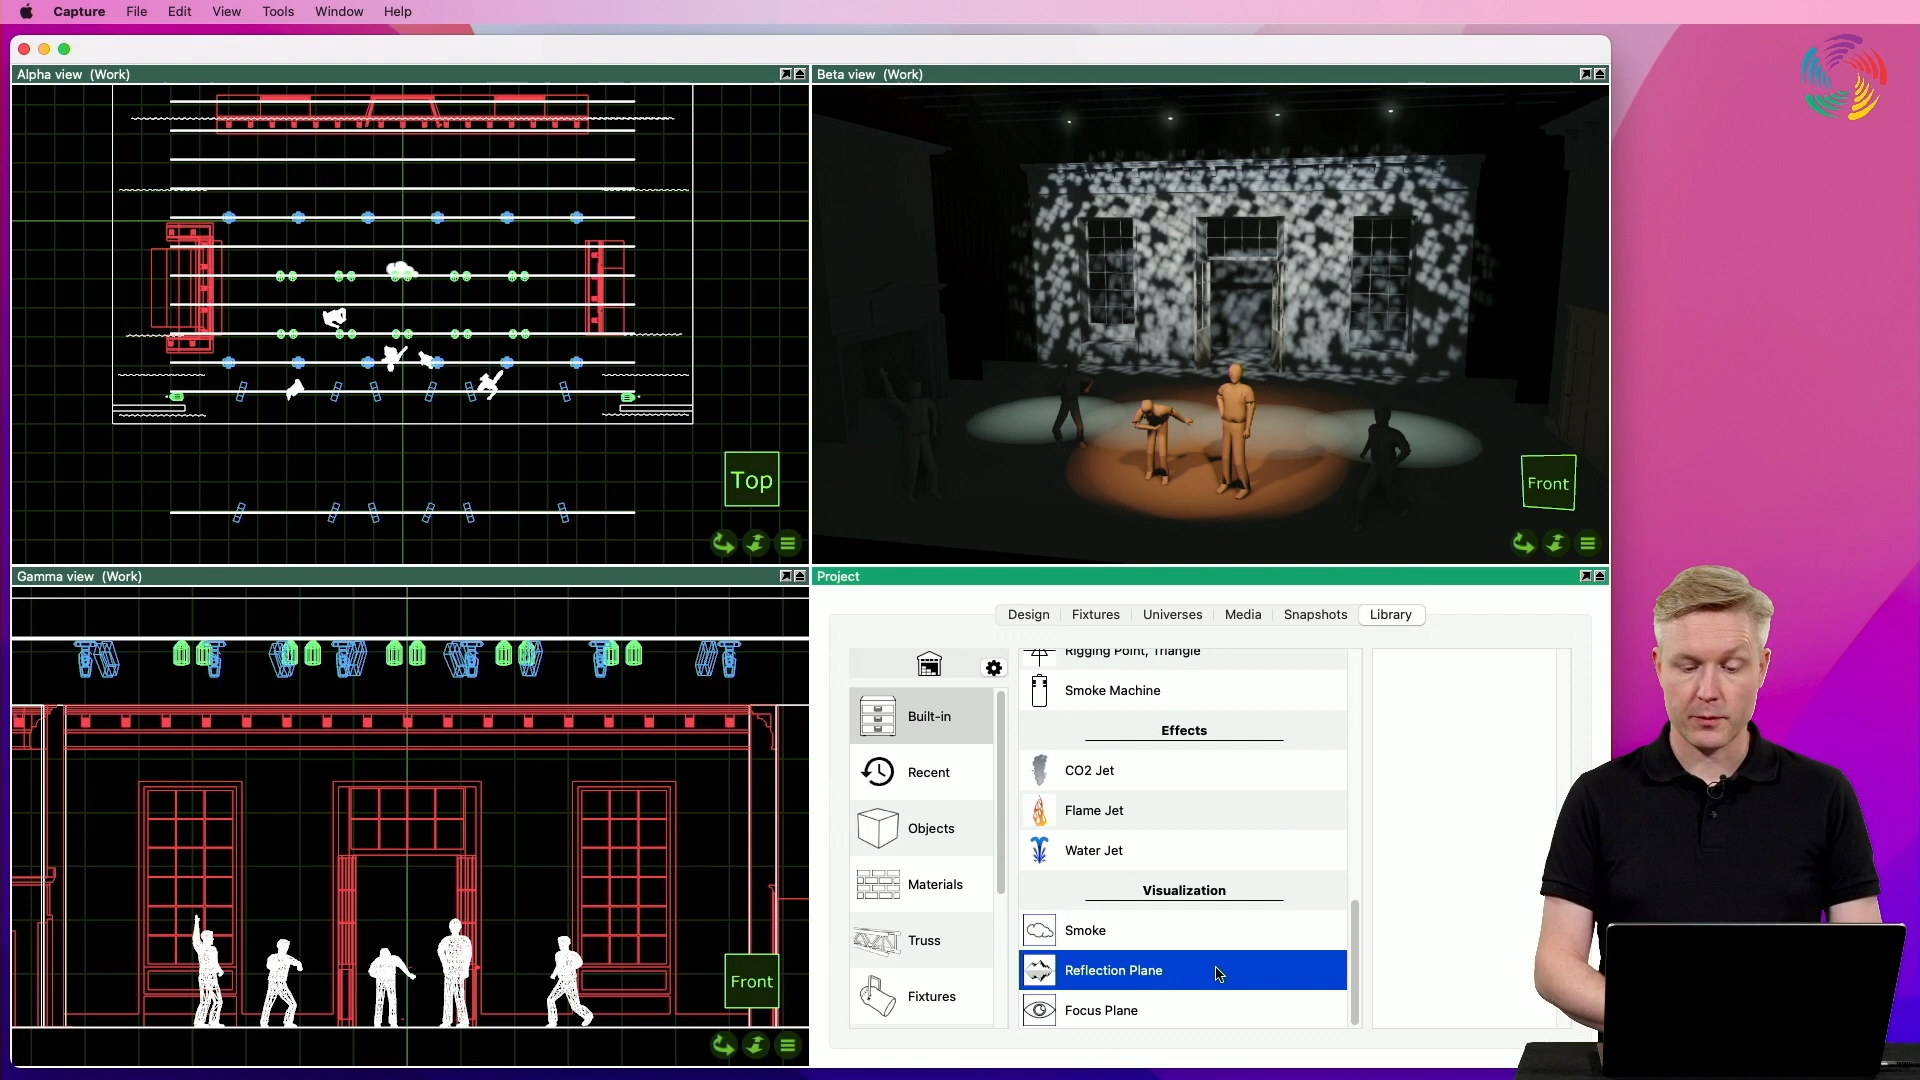 Capture File Edit View Tools Window Help
Alpha view (Work)
Beta view (Work)
Top
Front
Gamma view (Work)
Project
Design Fixtures Universes Media Snapshots Library
Rigging Point, Triangle
Smoke Machine
Built-in
Effects
Recent
CO2 Jet
Flame Jet
Objects
Water Jet
Materials
Visualization
Smoke
Truss
Reflection Plane
Front
Fixtures
Focus Plane